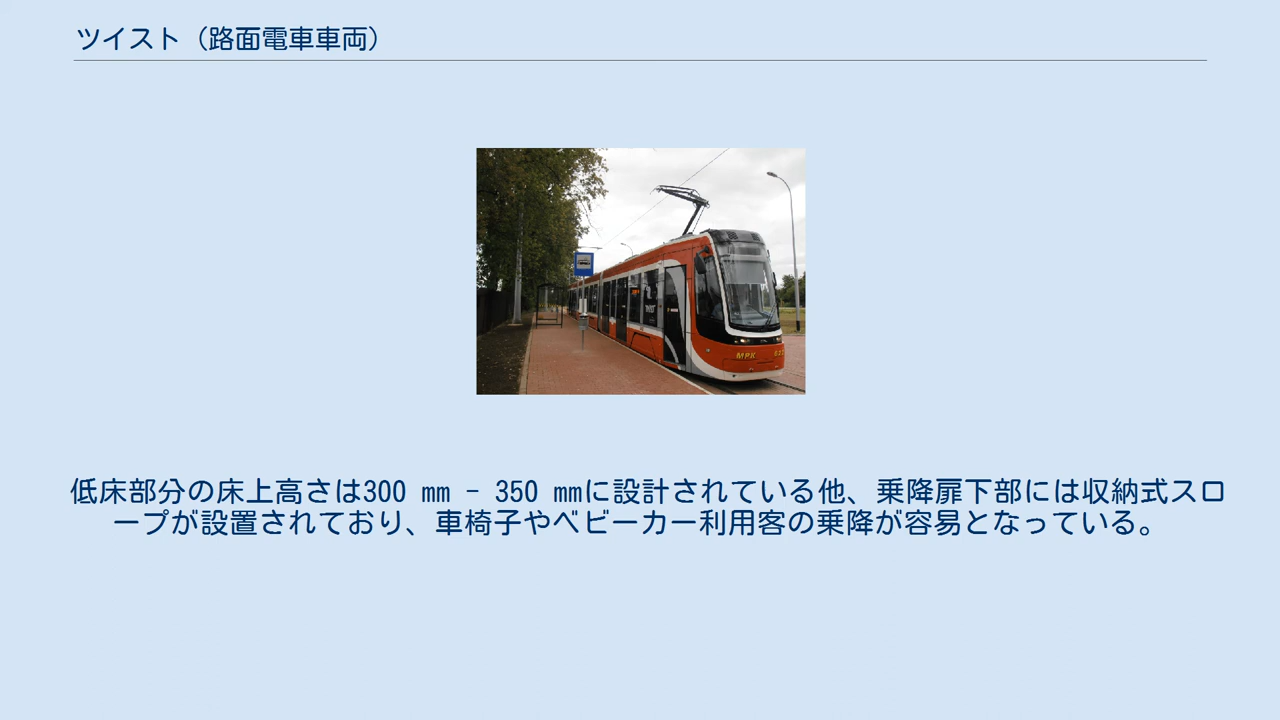 ツイスト（路面電車車両）
MPK
低床部分の床上高さは300 mm - 350 mmに設計されている他、乗降扉下部には収納式スロ
ープが設置されており、車椅子やベビーカー利用客の乗降が容易となっている。